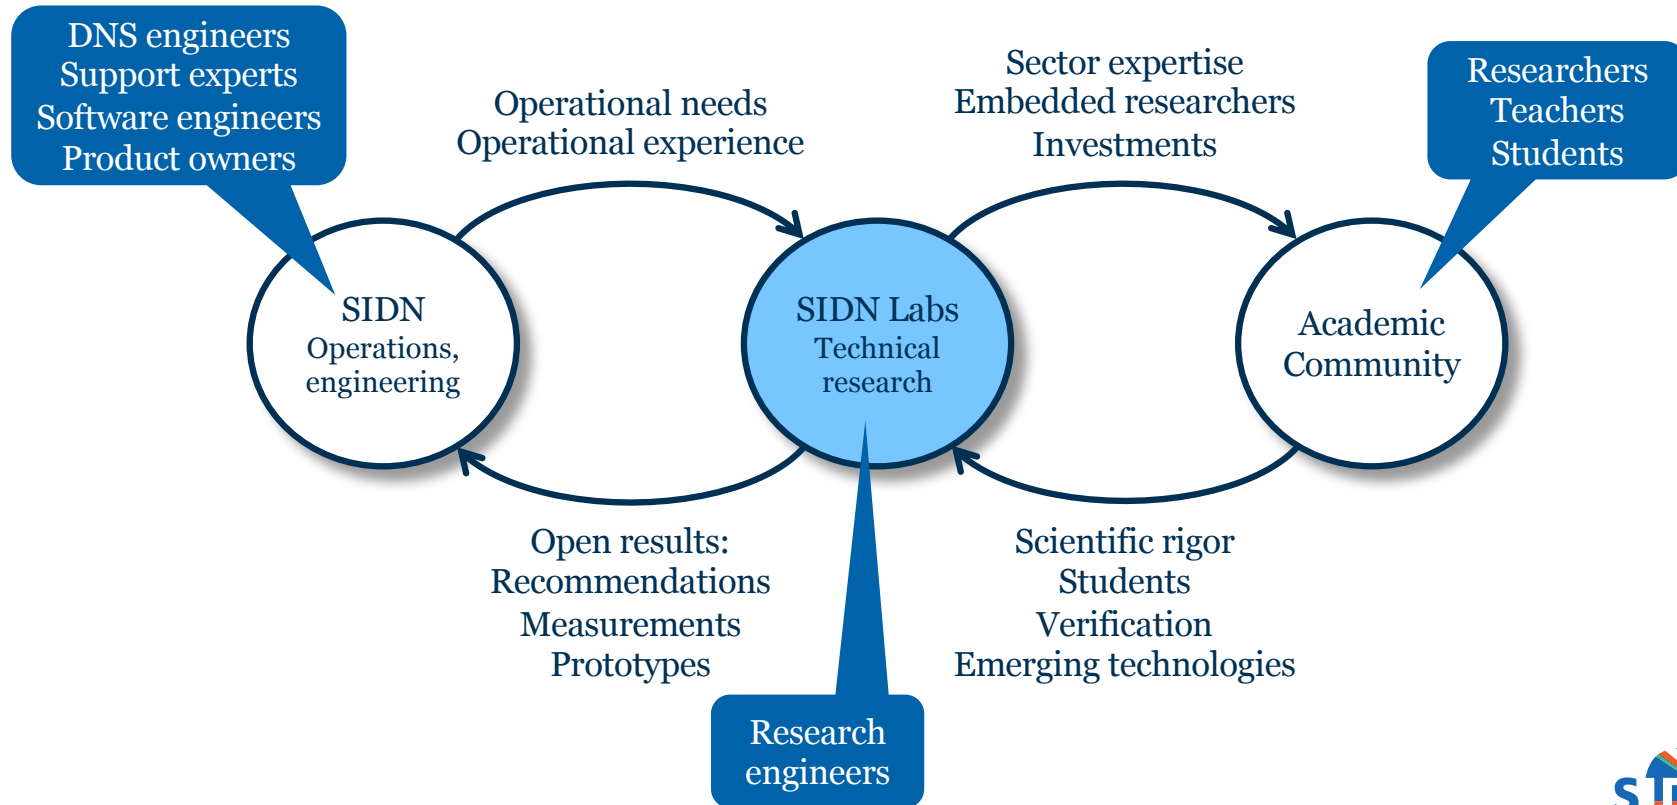 DNS engineers
Support experts
Software engineers
Product owners
Operational needs
Operational experience
Sector expertise
Embedded researchers
Investments
Researchers
Teachers
Students
SIDN
Operations,
engineering
SIDN Labs
Technical
research
Academic
Community
Open results:
Recommendations
Measurements
Prototypes
Scientific rigor
Students
Verification
Emerging technologies
Research
engineers